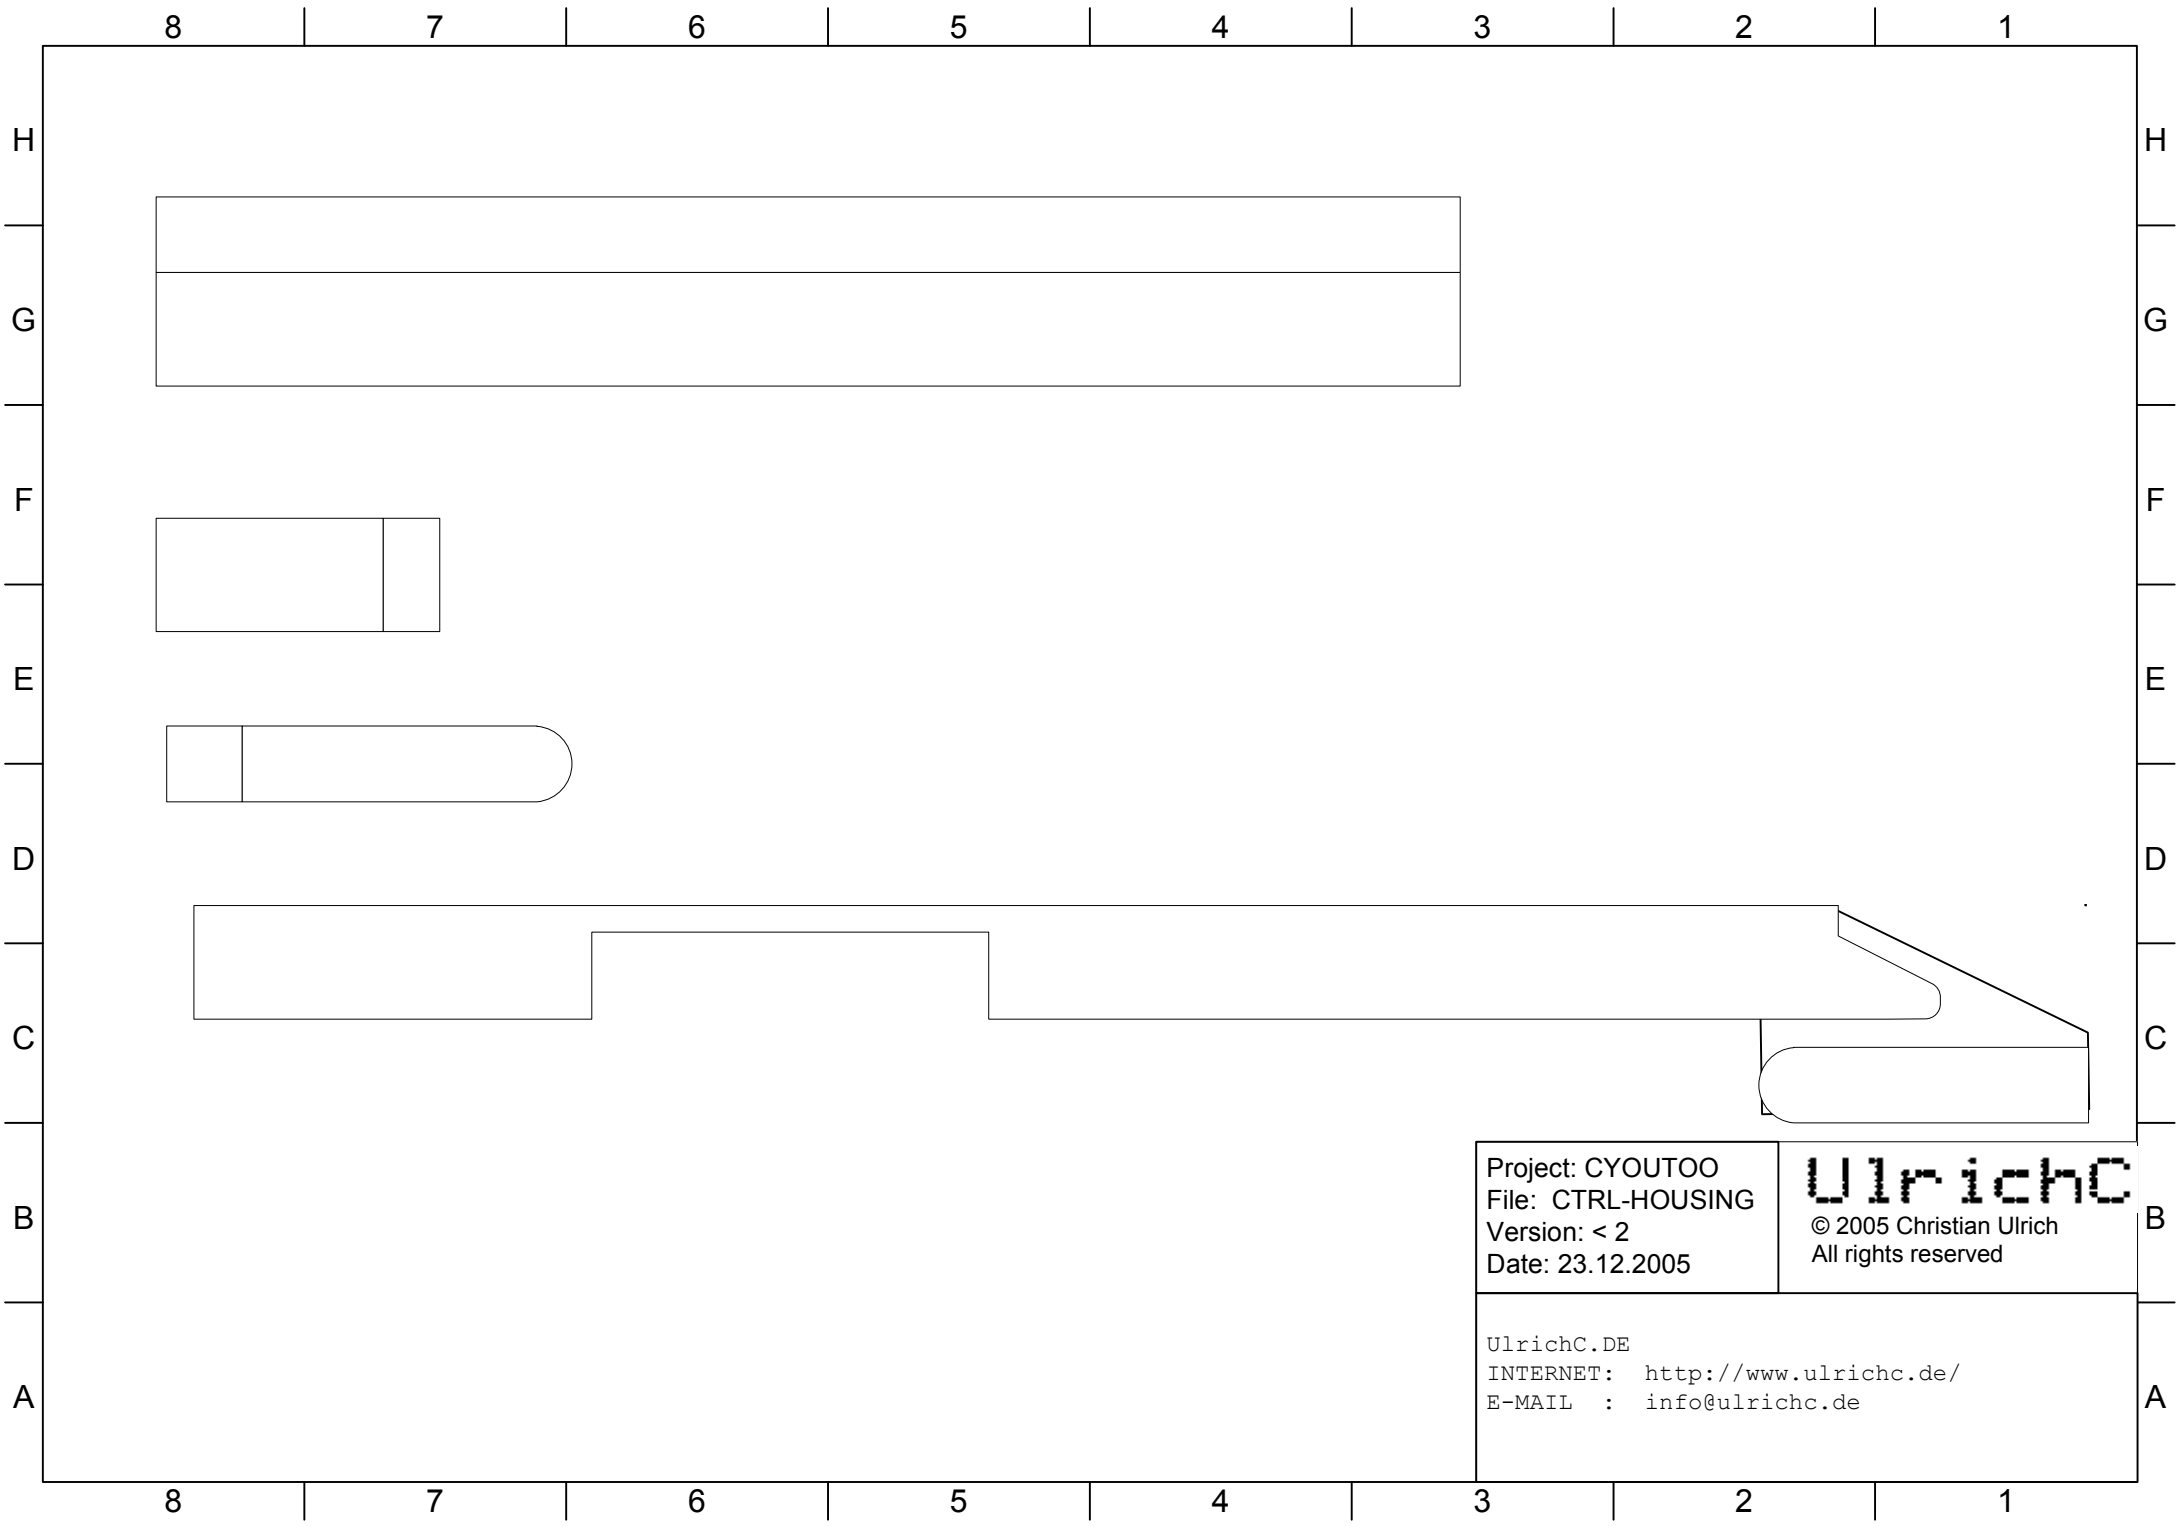 8 7 6 5 4 3 2 1
H H
G G
F F
E E
D D
C C
Project: CYOUTOO
File: CTRL-HOUSING
Version: < 2
Date: 23.12.2005
UlrichC
© 2005 Christian Ulrich
All rights reserved
B B
UlrichC.DE
INTERNET: http://www.ulrichc.de/
E-MAIL : info@ulrichc.de
A A
8 7 6 5 4 3 2 1